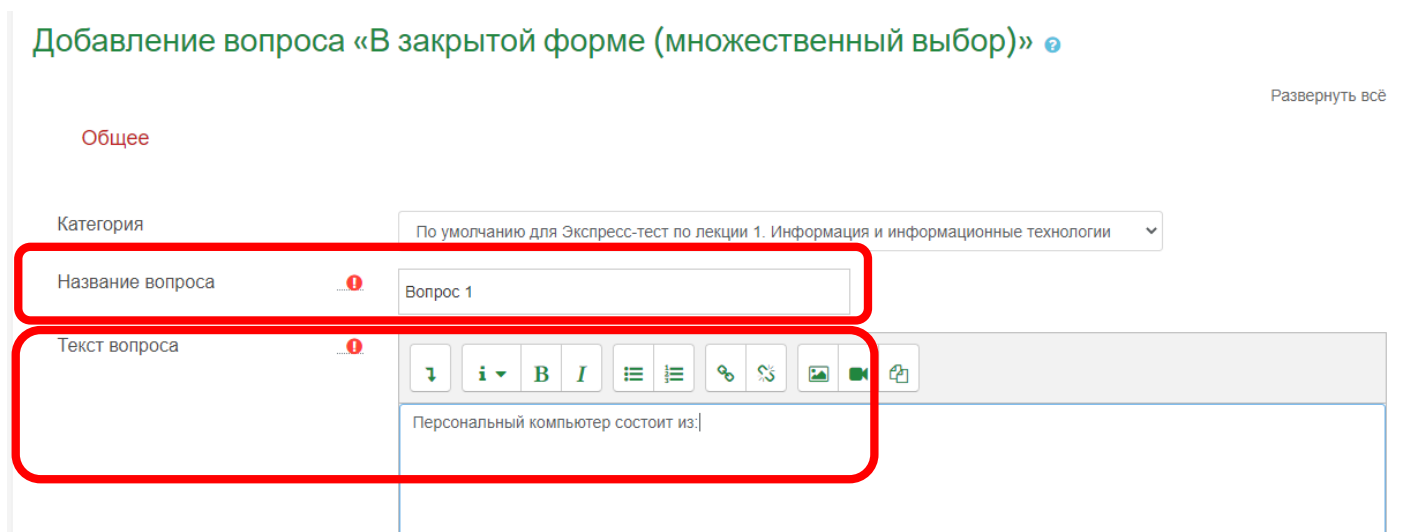 Добавление вопроса «В закрытой форме (множественный выбор)»
Развернуть всё
Общее
Категория
По умолчанию для Экспресс-тест по лекции 1. Информация и информационные технологии
Название вопроса
Вопрос 1
Текст вопроса
i B I
Персональный компьютер состоит из: